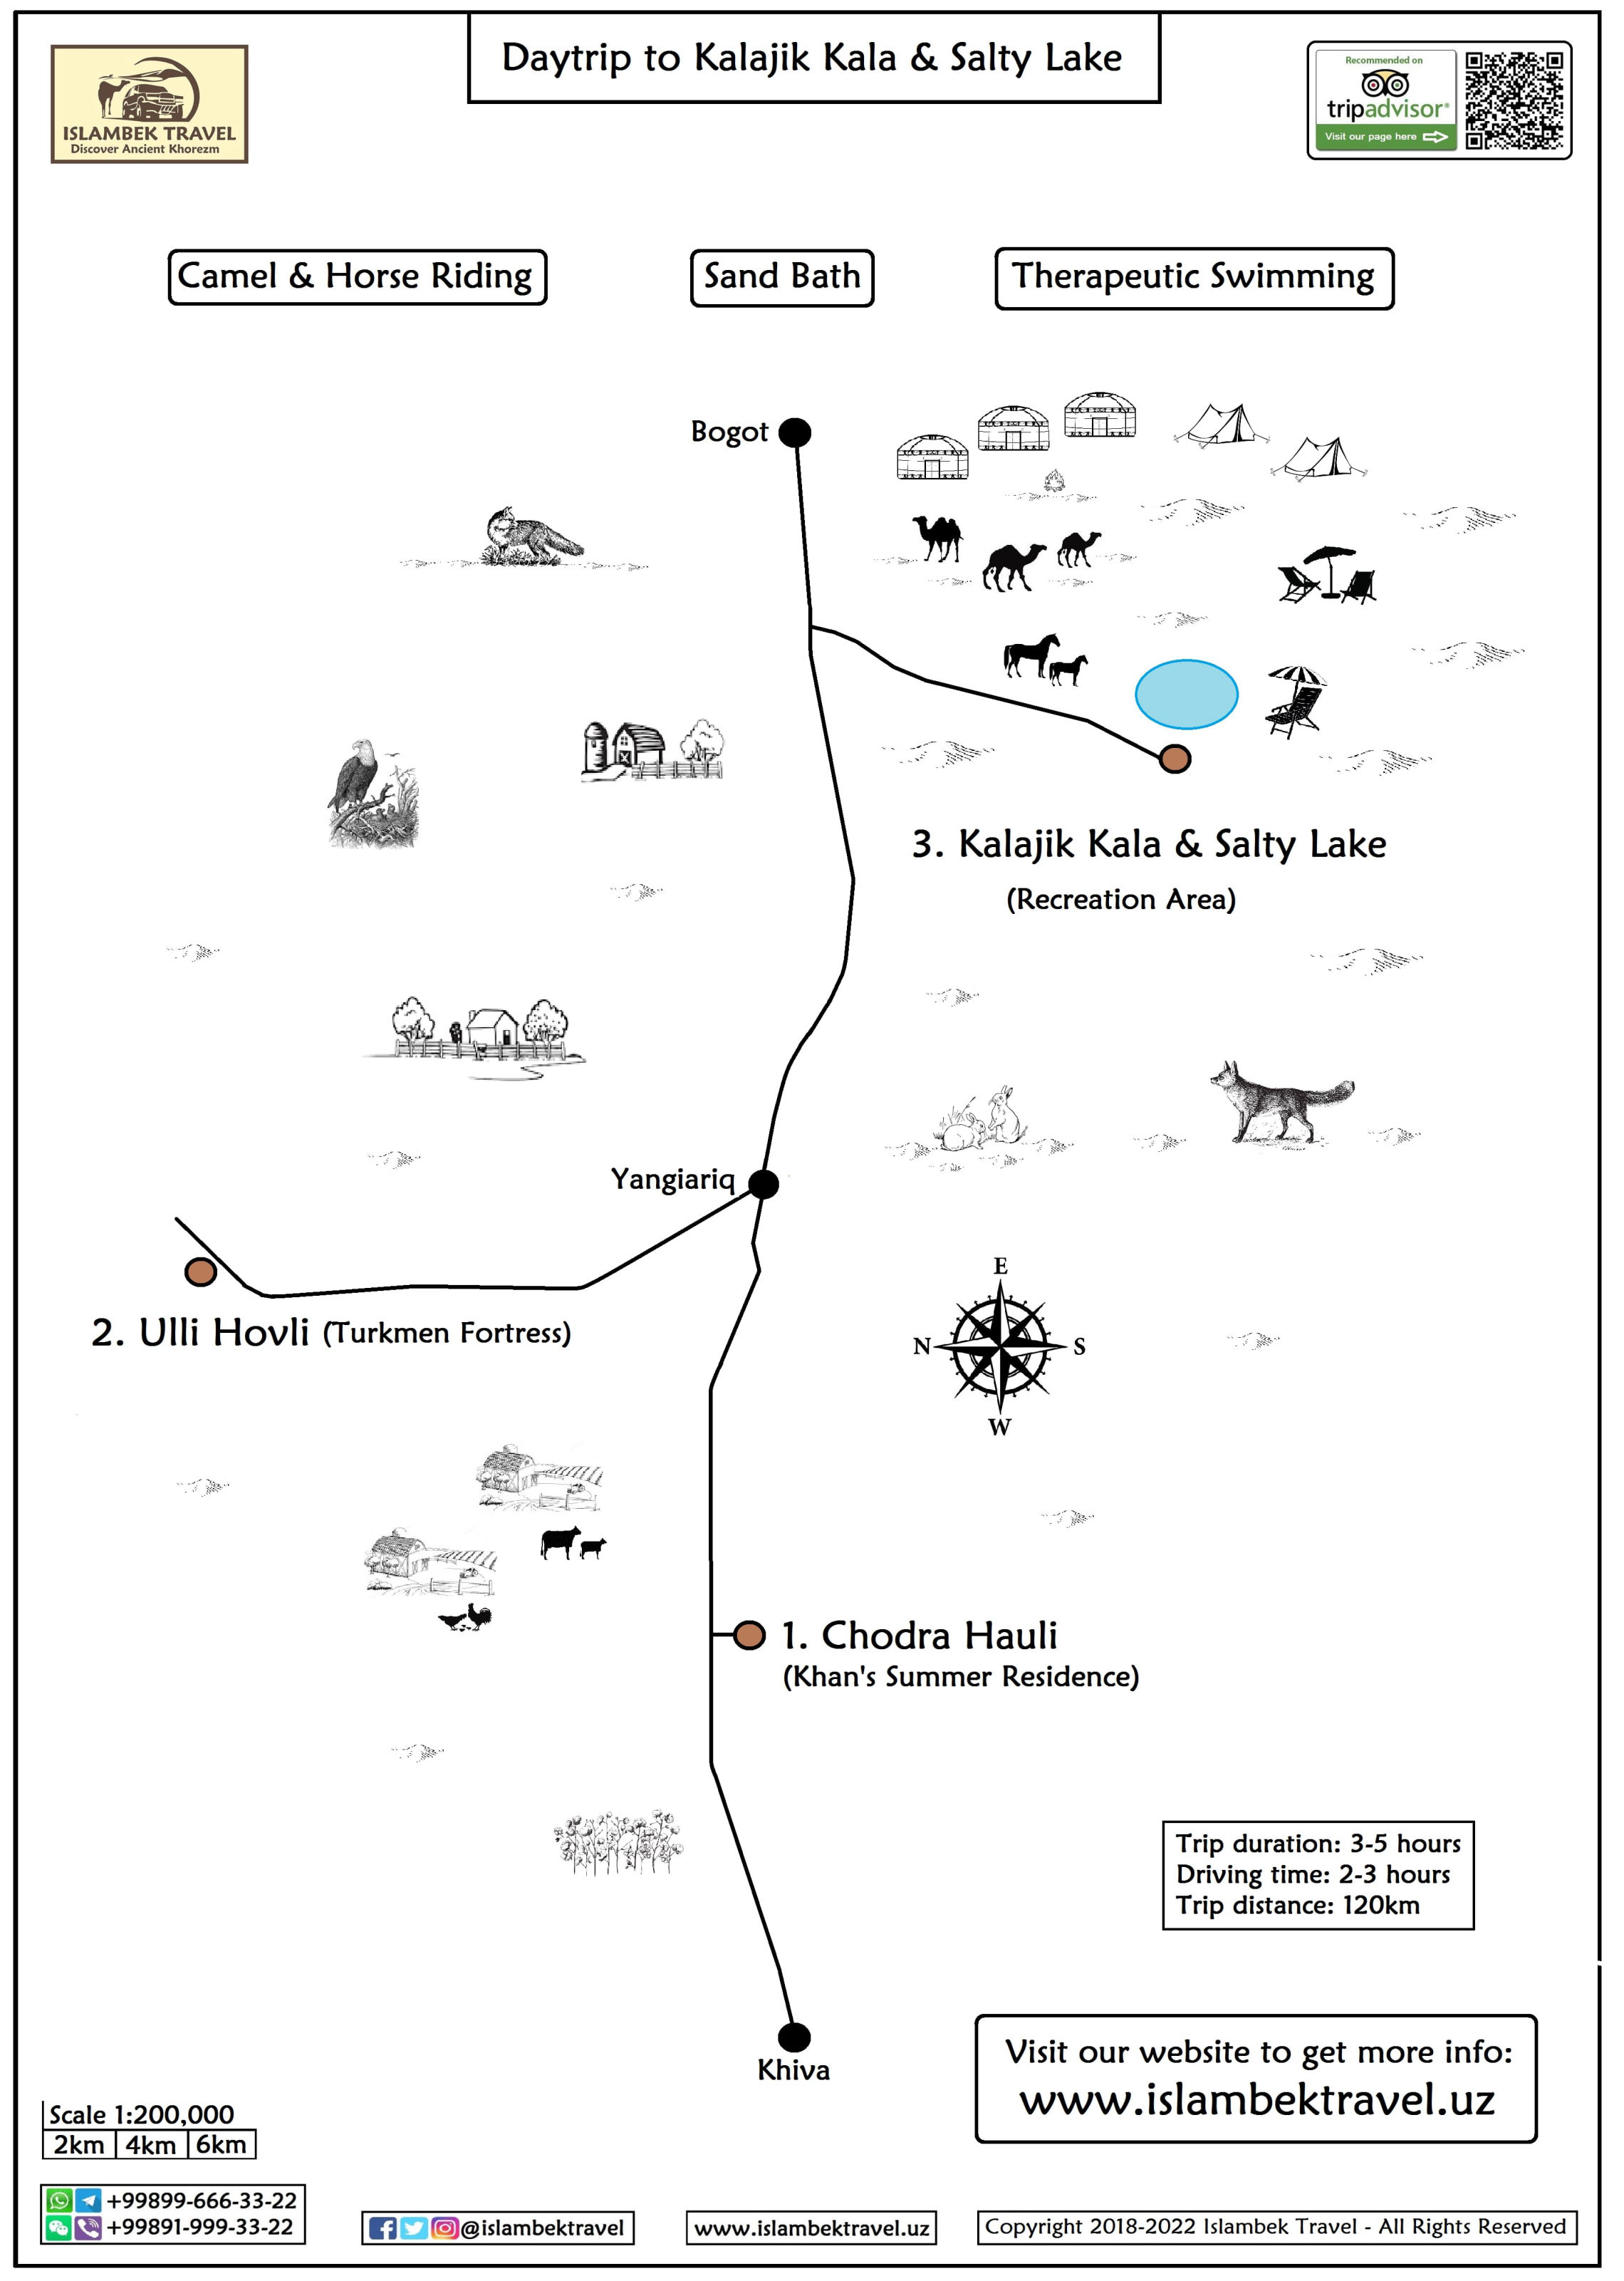 Daytrip to Kalajik Kala & Salty Lake
ISLAMBEK TRAVEL
Discover Ancient Khorezm
Recommended on
tripadvisor®
Visit our page here
Camel & Horse Riding
Sand Bath
Therapeutic Swimming
Bogot
3. Kalajik Kala & Salty Lake
(Recreation Area)
Yangiariq
2. Ulli Hovli (Turkmen Fortress)
E
N
S
W
1. Chodra Hauli
(Khan's Summer Residence)
Trip duration: 3-5 hours
Driving time: 2-3 hours
Trip distance: 120km
Khiva
Visit our website to get more info:
www.islambektravel.uz
Scale 1:200,000
2km 4km 6km
+99899-666-33-22
+99891-999-33-22
@islambektravel
www.islambektravel.uz
Copyright 2018-2022 Islambek Travel - All Rights Reserved